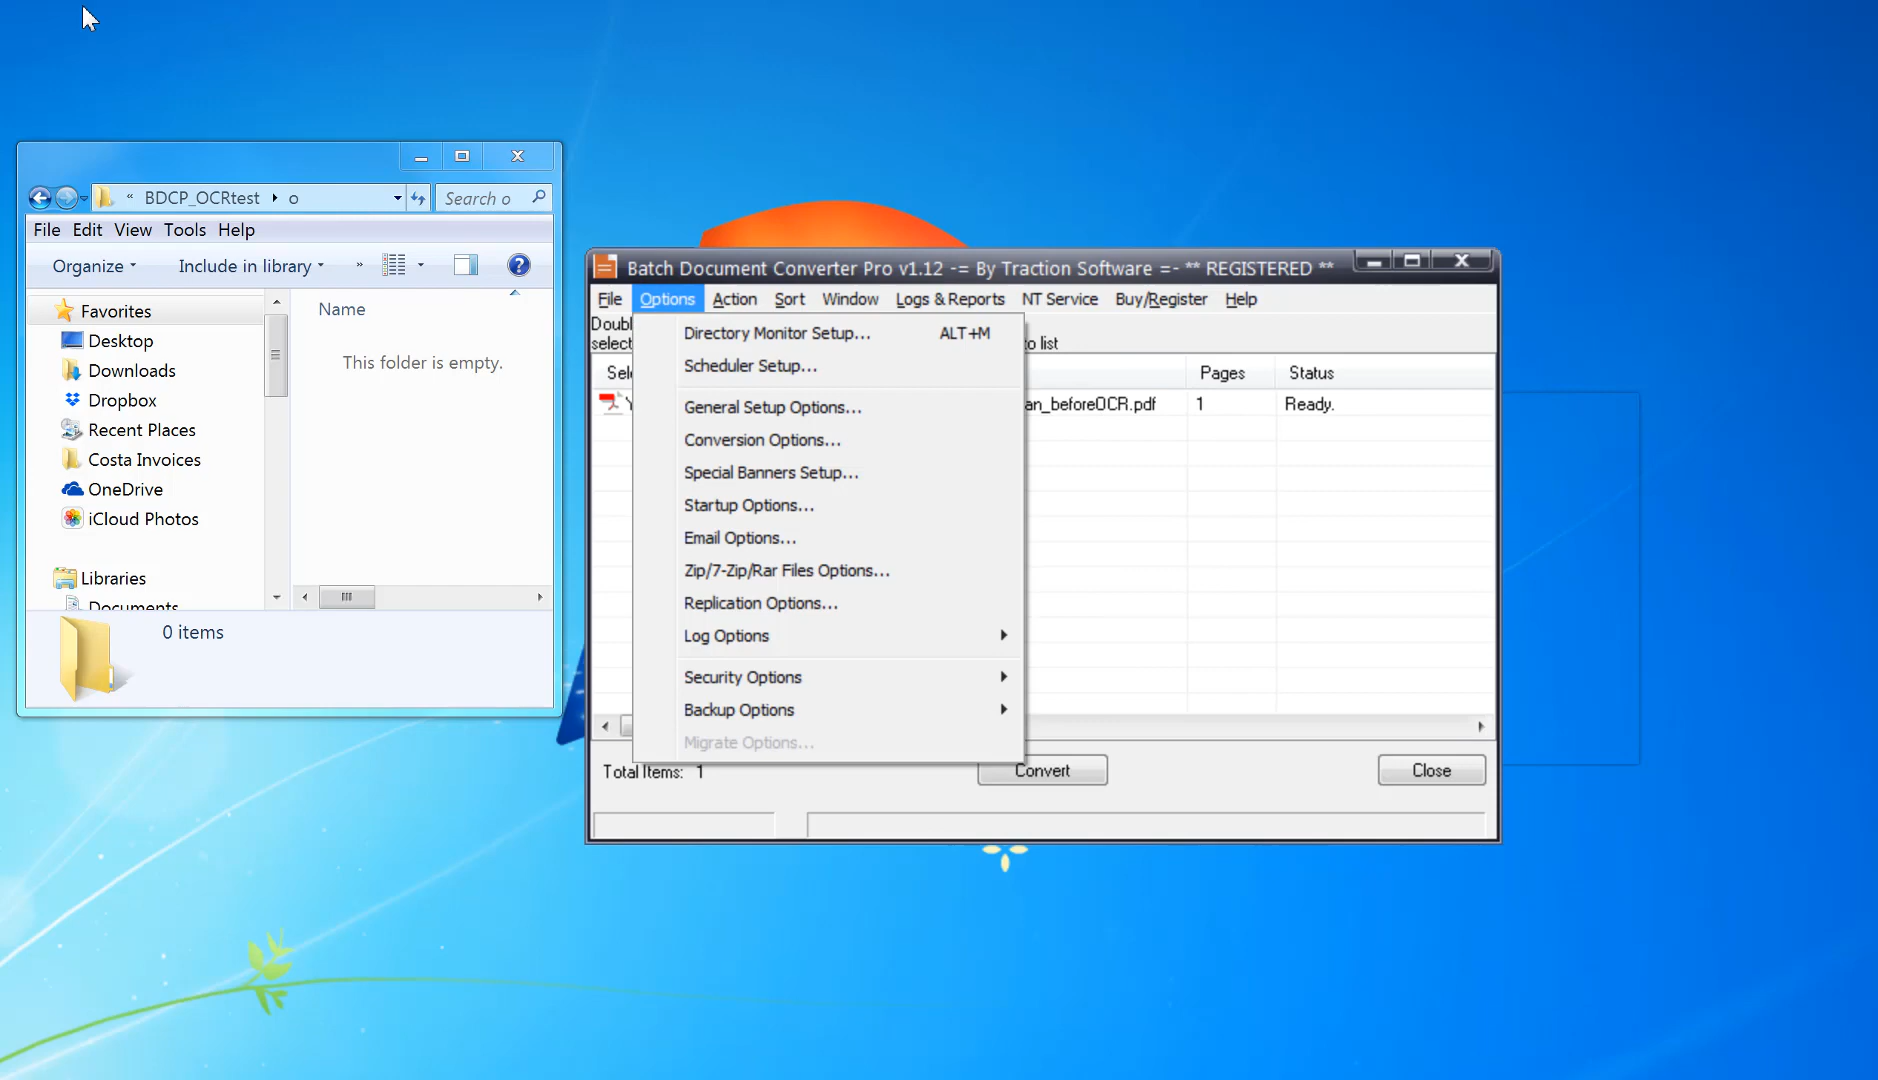 « BDCP_OCRtest o
Search o
File Edit View Tools Help
Organize Include in library »
Favorites
Desktop
Downloads
Dropbox
Recent Places
Costa Invoices
OneDrive
iCloud Photos
Libraries
Documents
Name
This folder is empty.
0 items
Batch Document Converter Pro v1.12 -= By Traction Software =- ** REGISTERED **
File Options Action Sort Window Logs & Reports NT Service Buy/Register Help
Doubl
select to list
Sele Pages Status
Y an_beforeOCR.pdf 1 Ready.
Directory Monitor Setup... ALT+M
Scheduler Setup...
General Setup Options...
Conversion Options...
Special Banners Setup...
Startup Options...
Email Options...
Zip/7-Zip/Rar Files Options...
Replication Options...
Log Options
Security Options
Backup Options
Migrate Options...
Total Items: 1
Convert
Close